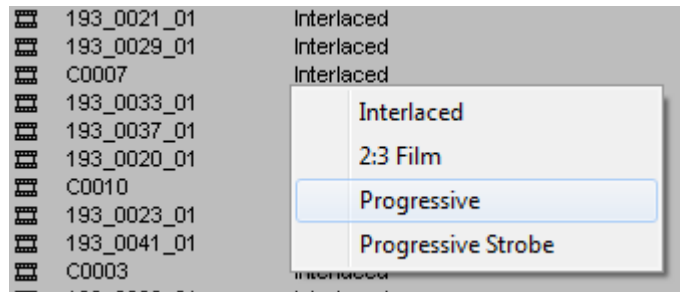 193_0021_01 Interlaced
193_0029_01 Interlaced
C0007 Interlaced
193_0033_01
193_0037_01
193_0020_01
C0010
193_0023_01
193_0041_01
C0003
Interlaced
2:3 Film
Progressive
Progressive Strobe